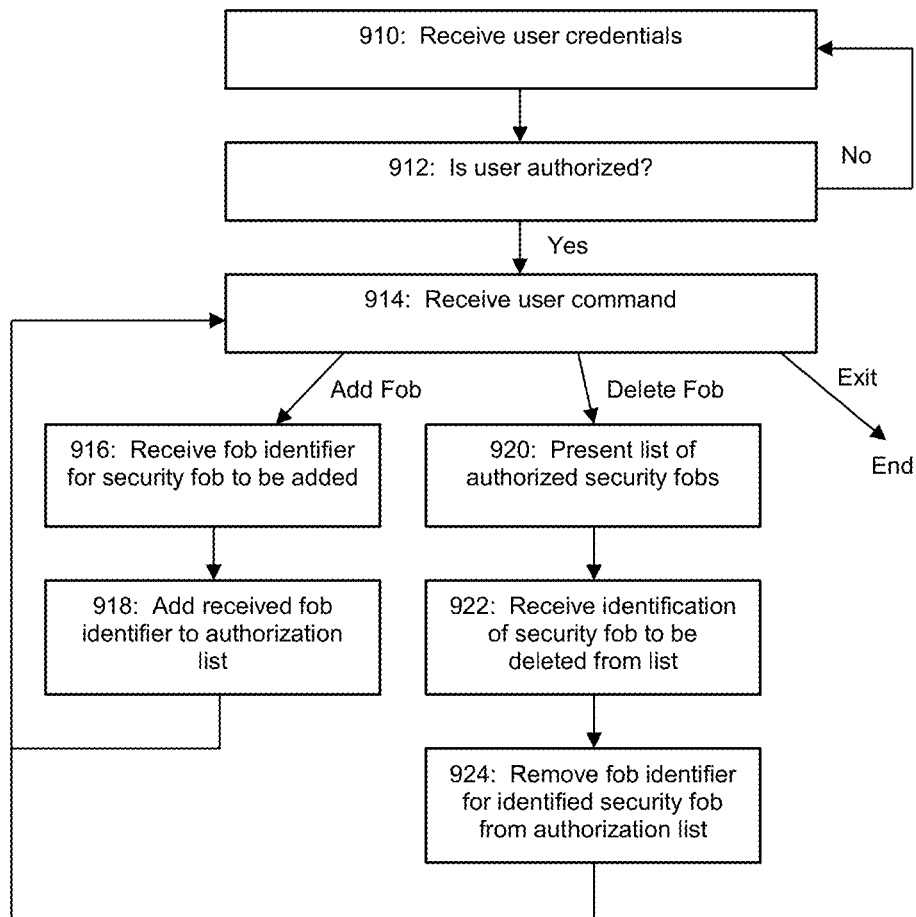 910: Receive user credentials
912: Is user authorized?
No
Yes
914: Receive user command
Add Fob
Delete Fob
Exit
End
916: Receive fob identifier
for security fob to be added
920: Present list of
authorized security fobs
918: Add received fob
identifier to authorization
list
922: Receive identification
of security fob to be
deleted from list
924: Remove fob identifier
for identified security fob
from authorization list